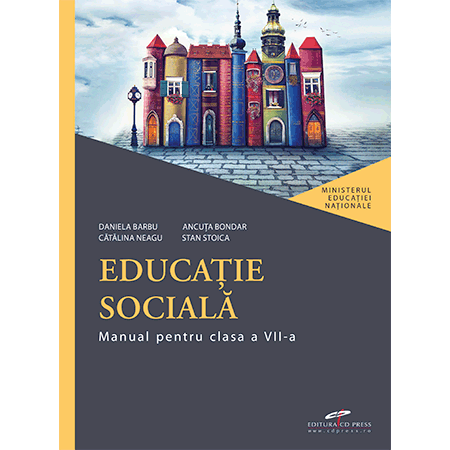 MINISTERUL
EDUCAȚIEI
NAȚIONALE
DANIELA BARBU ANCUȚA BONDAR
CĂTĂLINA NEAGU STAN STOICA
EDUCAȚIE
SOCIALĂ
Manual pentru clasa a VII-a
EDITURA CD PRESS
www.cdpress.ro